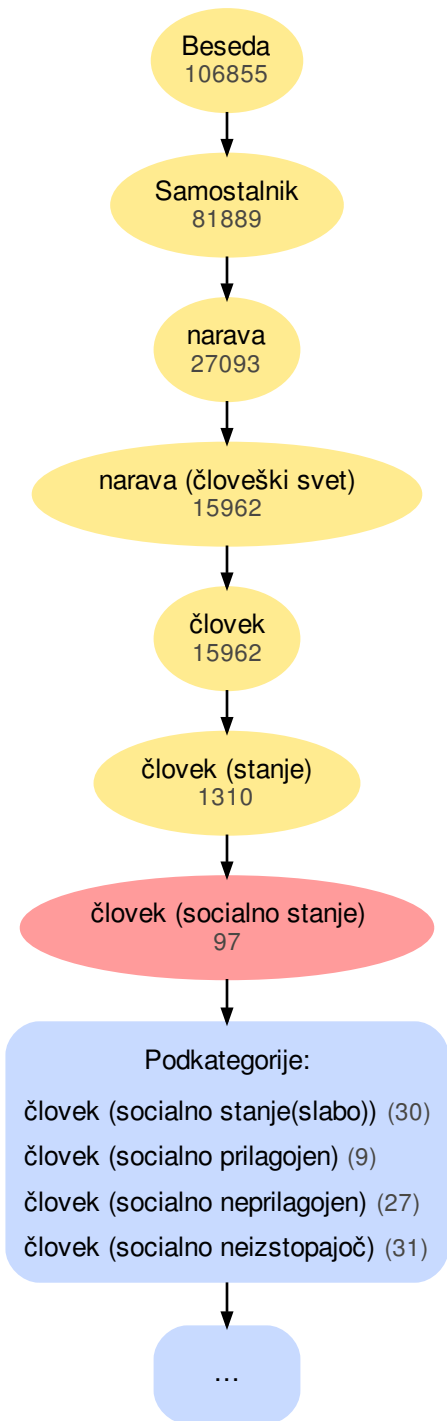 Beseda
106855
Samostalnik
81889
narava
27093
narava (človeški svet)
15962
človek
15962
človek (stanje)
1310
človek (socialno stanje)
97
Podkategorije:
človek (socialno stanje(slabo)) (30)
človek (socialno prilagojen) (9)
človek (socialno neprilagojen) (27)
človek (socialno neizstopajoč) (31)
...